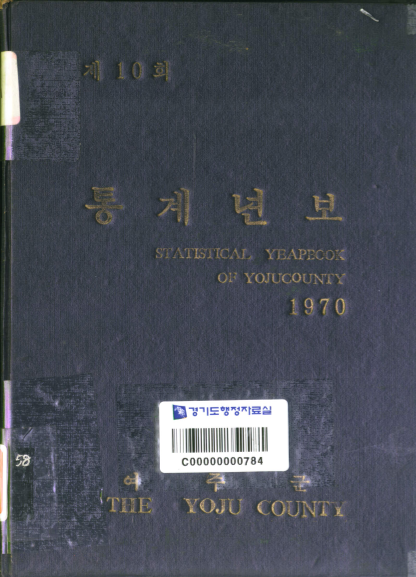 제 10 회
통 계 년 보
STATISTICAL YEAPECOK
OF YOJUCOUNTY
1970
경기도행정자료실
C00000000784
58
여 주 군
THE YOJU COUNTY